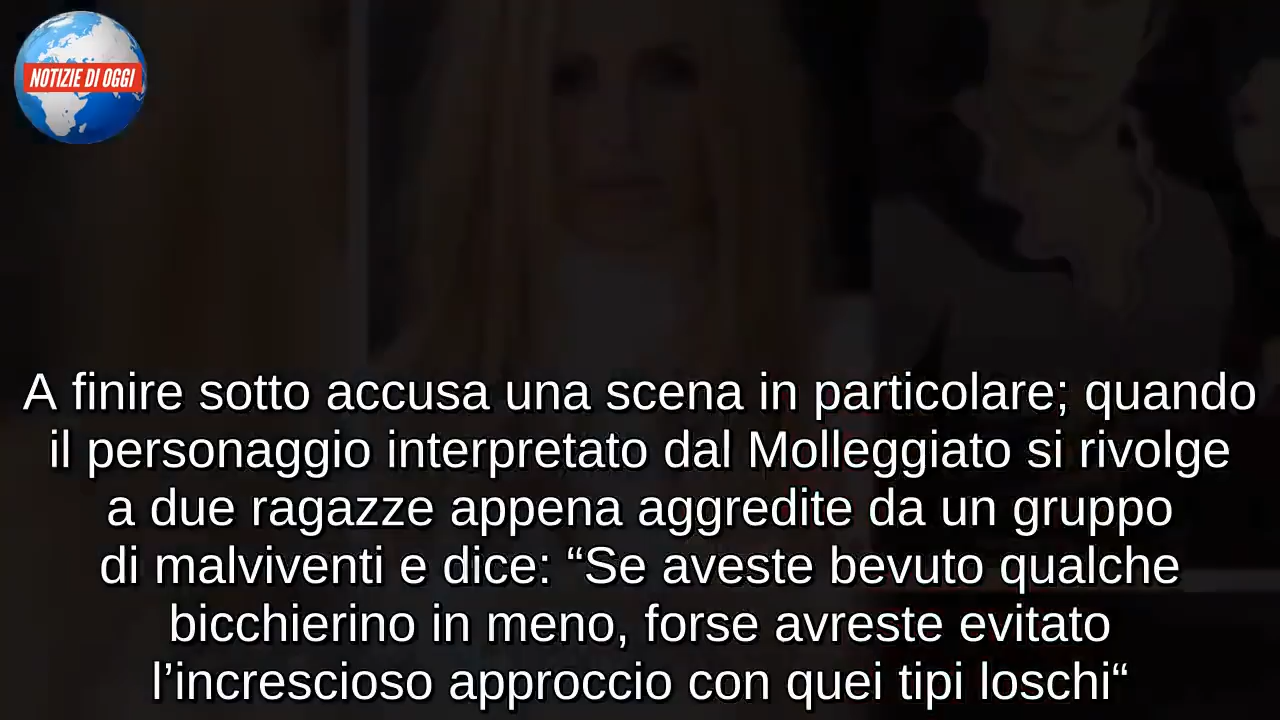 NOTIZIE DI OGGI
A finire sotto accusa una scena in particolare; quando
il personaggio interpretato dal Molleggiato si rivolge
a due ragazze appena aggredite da un gruppo
di malviventi e dice: “Se aveste bevuto qualche
bicchierino in meno, forse avreste evitato
l’increscioso approccio con quei tipi loschi“